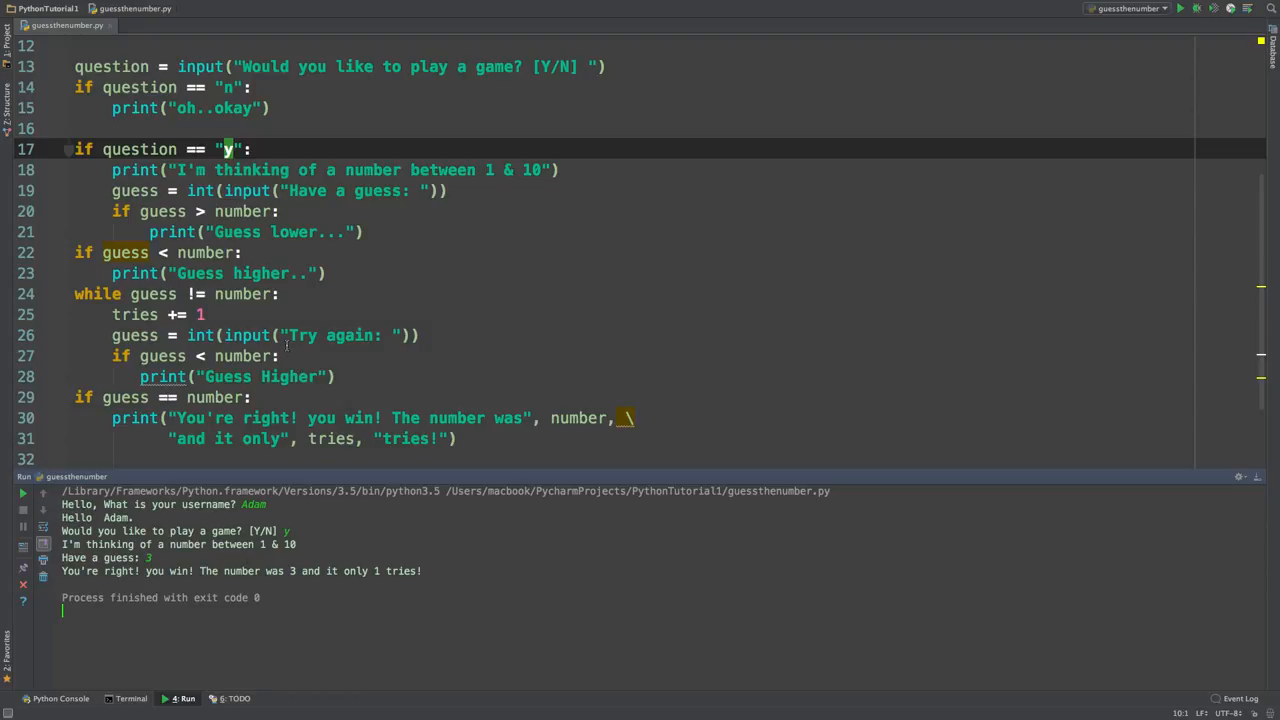 PythonTutorial1 guessthenumber.py guessthenumber
guessthenumber.py
1: Project
Z: Structure
2: Favorites
Database
12
13 question = input("Would you like to play a game? [Y/N] ")
14 if question == "n":
15 print("oh..okay")
16
17 if question == "y":
18 print("I'm thinking of a number between 1 & 10")
19 guess = int(input("Have a guess: "))
20 if guess > number:
21 print("Guess lower...")
22 if guess < number:
23 print("Guess higher..")
24 while guess != number:
25 tries += 1
26 guess = int(input("Try again: "))
27 if guess < number:
28 print("Guess Higher")
29 if guess == number:
30 print("You're right! you win! The number was", number, \
31 "and it only", tries, "tries!")
32
Run guessthenumber
/Library/Frameworks/Python.framework/Versions/3.5/bin/python3.5 /Users/macbook/PycharmProjects/PythonTutorial1/guessthenumber.py
Hello, What is your username? Adam
Hello  Adam.
Would you like to play a game? [Y/N] y
I'm thinking of a number between 1 & 10
Have a guess: 3
You're right! you win! The number was 3 and it only 1 tries!
Process finished with exit code 0
Python Console Terminal 4: Run 6: TODO Event Log
10:1 LF÷ UTF-8÷